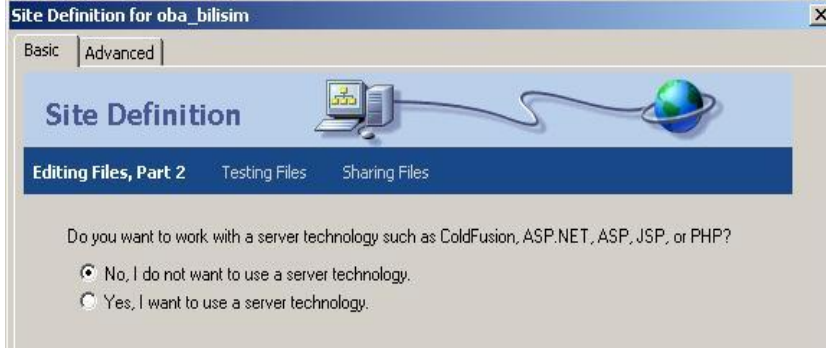 Site Definition for oba_bilisim
Basic Advanced
Site Definition
Editing Files, Part 2 Testing Files Sharing Files
Do you want to work with a server technology such as ColdFusion, ASP.NET, ASP, JSP, or PHP?
No, I do not want to use a server technology.
Yes, I want to use a server technology.